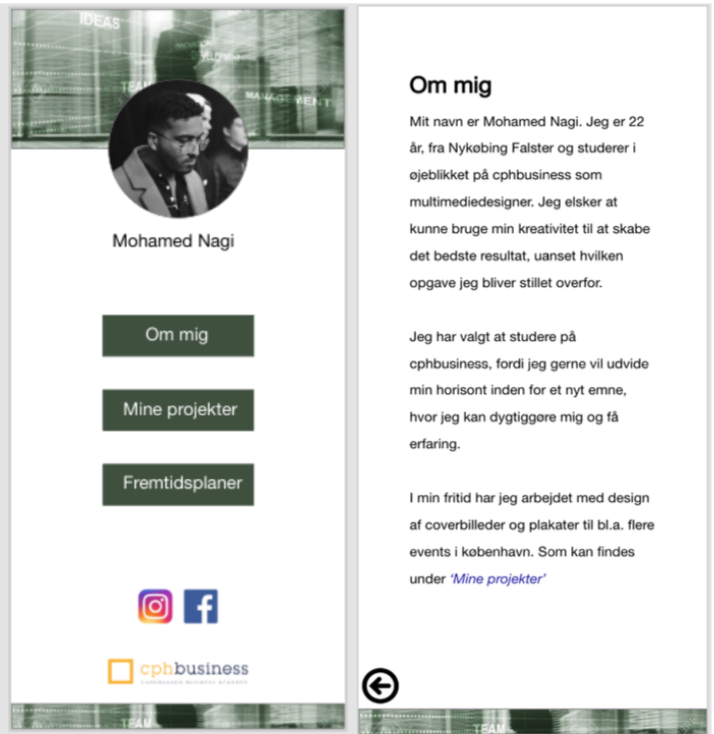 IDEAS
TEAM
MANAGEMENT
Mohamed Nagi
Om mig
Mine projekter
Fremtidsplaner
cphbusiness
TEAM
Om mig
Mit navn er Mohamed Nagi. Jeg er 22
år, fra Nykøbing Falster og studerer i
øjeblikket på cphbusiness som
multimediedesigner. Jeg elsker at
kunne bruge min kreativitet til at skabe
det bedste resultat, uanset hvilken
opgave jeg bliver stillet overfor.
Jeg har valgt at studere på
cphbusiness, fordi jeg gerne vil udvide
min horisont inden for et nyt emne,
hvor jeg kan dygtiggøre mig og få
erfaring.
I min fritid har jeg arbejdet med design
af coverbilleder og plakater til bl.a. flere
events i københavn. Som kan findes
under ‘Mine projekter’
TEAM